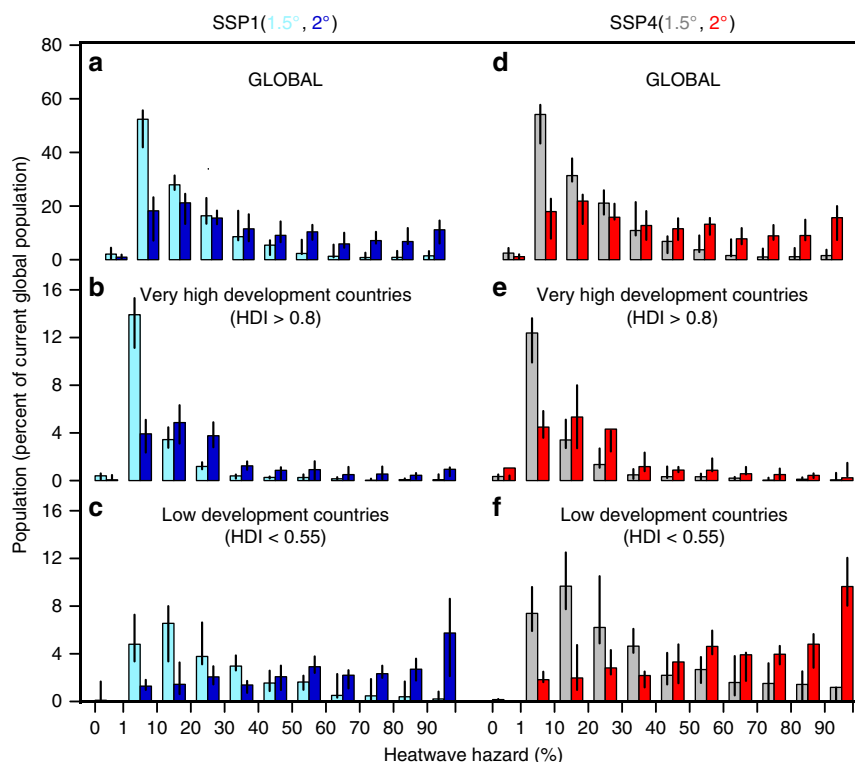 SSP1(1.5°, 2°)
SSP4(1.5°, 2°)
Population (percent of current global population)
80
60
40
20
0
a
GLOBAL
d
GLOBAL
16
12
8
4
0
b
Very high development countries
(HDI > 0.8)
e
Very high development countries
(HDI > 0.8)
16
12
8
4
0
c
Low development countries
(HDI < 0.55)
f
Low development countries
(HDI < 0.55)
0 1 10 20 30 40 50 60 70 80 90
0 1 10 20 30 40 50 60 70 80 90
Heatwave hazard (%)